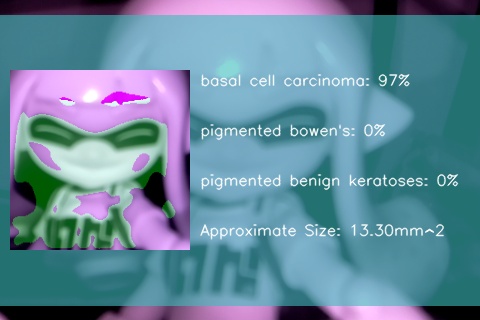 basal cell carcinoma: 97%
pigmented bowen's: 0%
pigmented benign keratoses: 0%
Approximate Size: 13.30mm^2